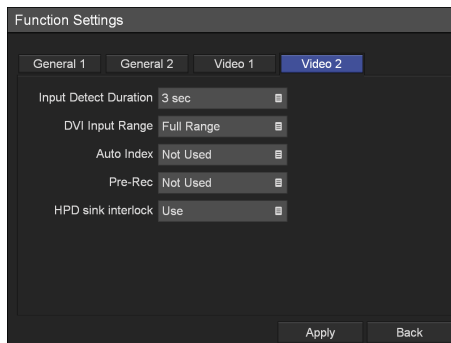 Function Settings
General 1 General 2 Video 1 Video 2
Input Detect Duration 3 sec
DVI Input Range Full Range
Auto Index Not Used
Pre-Rec Not Used
HPD sink interlock Use
Apply Back